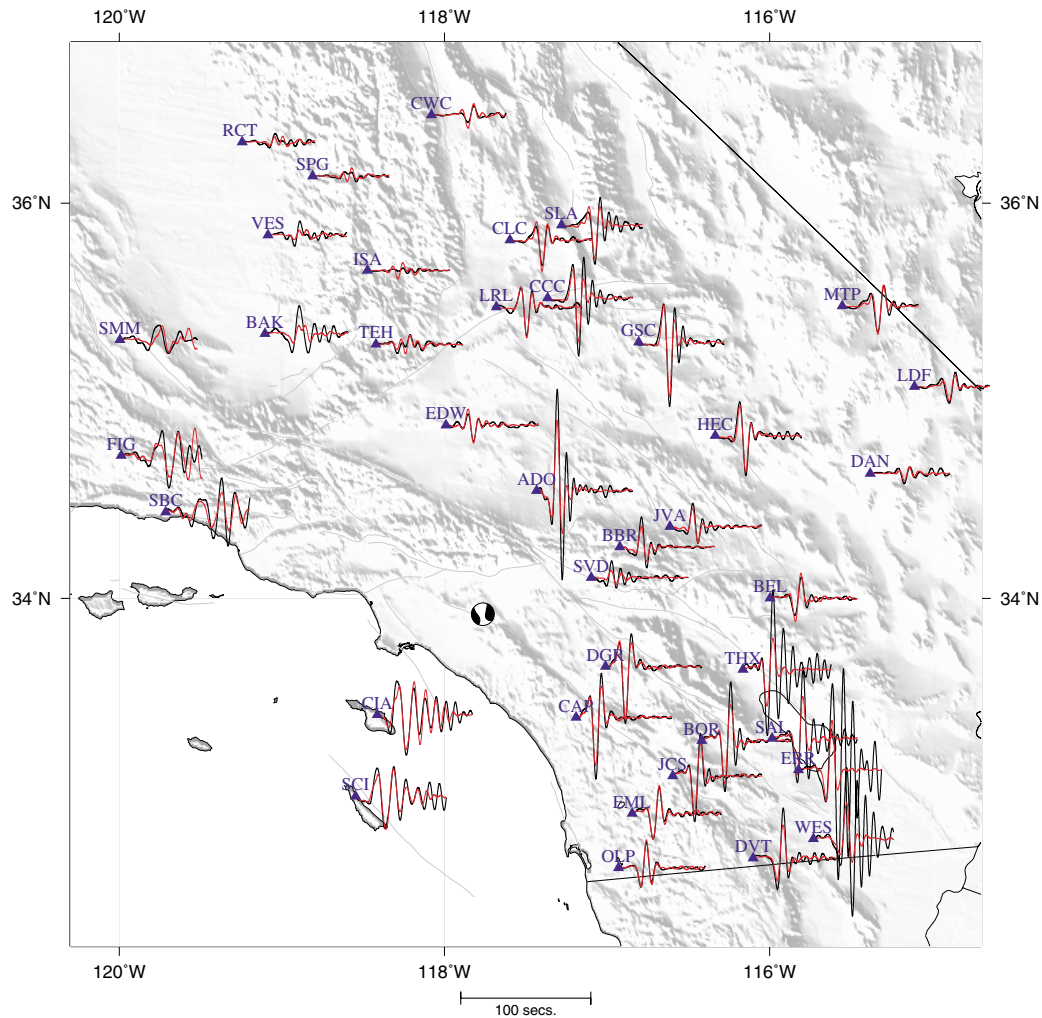 120˚W 118˚W 116˚W
CWC
RCT
SPG
36˚N 36˚N
SLA
VES
CLC
ISA
CCC
LRL
MTP
SMM
BAK
TEH
GSC
LDF
EDW
HEC
FIG
DAN
ADO
SBC
JVA
BBR
SVD
BEL
34˚N 34˚N
DGR
THX
CIA
CAP
BOR
SAL
ERR
JCS
SCI
EML
WES
DVT
OLP
120˚W 118˚W 116˚W
100 secs.